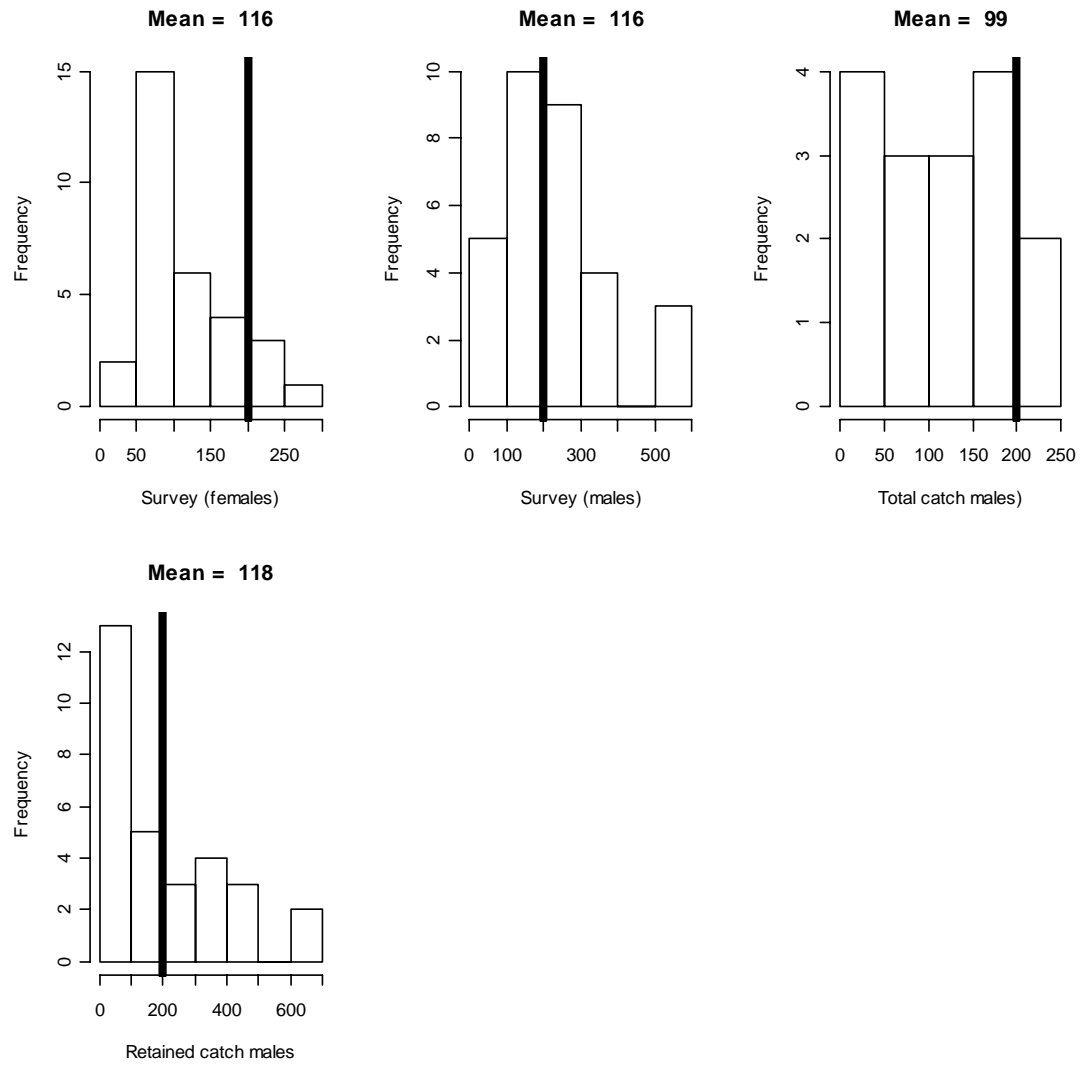 Mean = 116
Frequency
15
10
5
0
0 50 150 250
Survey (females)
Mean = 116
Frequency
10
8
6
4
2
0
0 100 300 500
Survey (males)
Mean = 99
Frequency
4
3
2
1
0
0 50 100 150 200 250
Total catch males)
Mean = 118
Frequency
12
10
8
6
4
2
0
0 200 400 600
Retained catch males